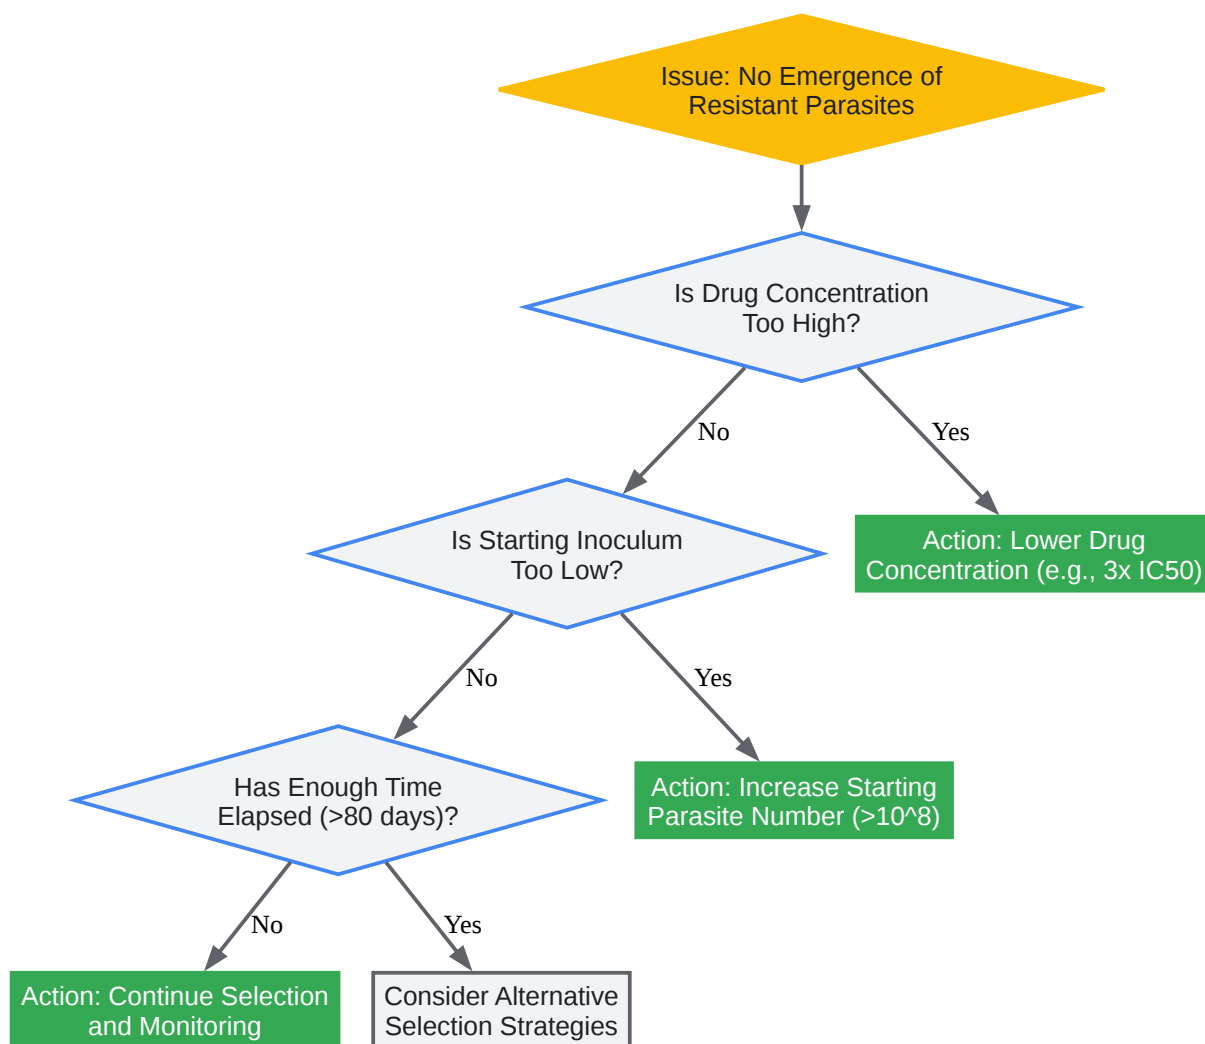 Issue: No Emergence of
Resistant Parasites
Is Drug Concentration
Too High?
No
Yes
Is Starting Inoculum
Too Low?
Action: Lower Drug
Concentration (e.g., 3x IC50)
No
Yes
Has Enough Time
Elapsed (>80 days)?
Action: Increase Starting
Parasite Number (>10^8)
No
Yes
Action: Continue Selection
and Monitoring
Consider Alternative
Selection Strategies